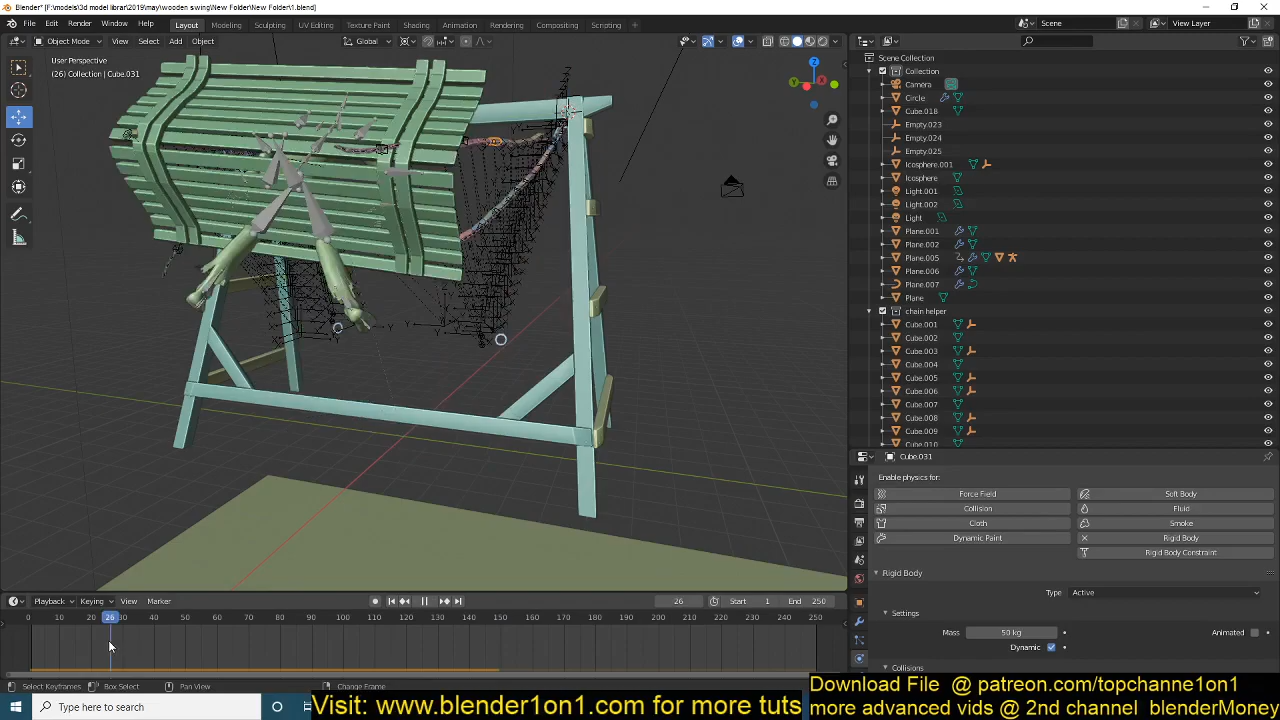 Blender* [F:\models\3d model librar\2019\may\wooden swing\New Folder\New Folder\1.blend]
File Edit Render Window Help Layout Modeling Sculpting UV Editing Texture Paint Shading Animation Rendering Compositing Scripting + Scene View Layer
Object Mode View Select Add Object Global
User Perspective
(26) Collection | Cube.031
Z
Y
X
Scene Collection
Collection
Camera
Circle
Cube.018
Empty.023
Empty.024
Empty.025
Icosphere.001
Icosphere
Light.001
Light.002
Light
Plane.001
Plane.002
Plane.005
Plane.006
Plane.007
Plane
chain helper
Cube.001
Cube.002
Cube.003
Cube.004
Cube.005
Cube.006
Cube.007
Cube.008
Cube.009
Cube.010
Cube.031
Enable physics for:
Force Field Soft Body
Collision Fluid
Cloth Smoke
Dynamic Paint Rigid Body
Rigid Body Constraint
Rigid Body
Type Active
Settings
Mass 50 kg Animated
Dynamic
Collisions
Playback Keying View Marker 26 Start 1 End 250
0 10 20 26 30 40 50 60 70 80 90 100 110 120 130 140 150 160 170 180 190 200 210 220 230 240 250
Select Keyframes Box Select Pan View Change Frame
Type here to search
Visit: www.blender1on1.com for more tuts
Download File @ patreon.com/topchanne1on1
more advanced vids @ 2nd channel blenderMoney